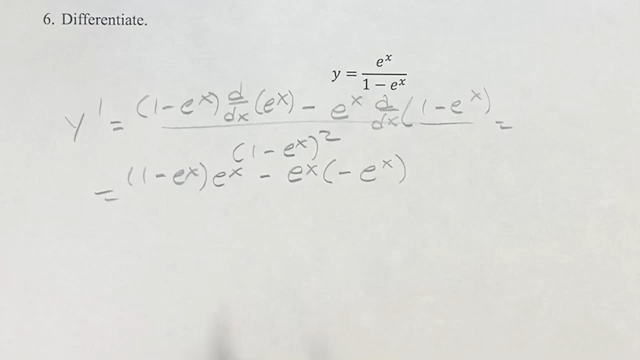 6. Differentiate.
y = e^x / (1 − e^x)
y' = ((1 - e^x) d/dx (e^x) - e^x d/dx (1 - e^x)) / (1 - e^x)^2 =
= (1 - e^x) e^x - e^x (- e^x)